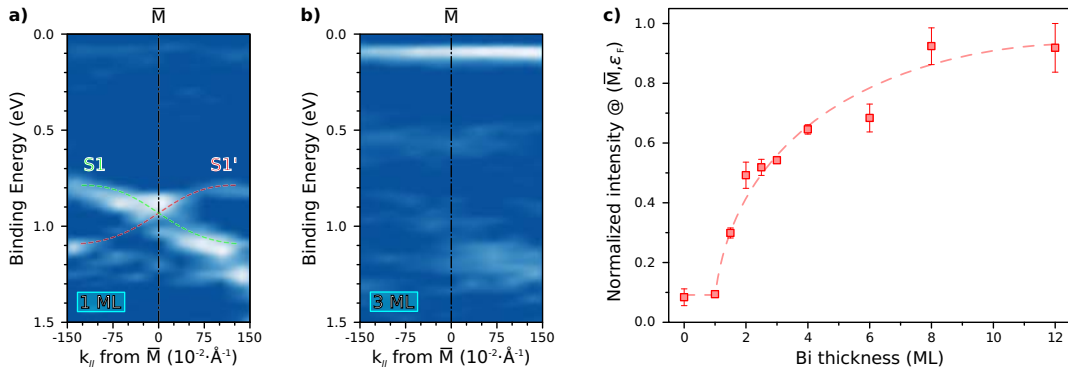 a)
M̅
Binding Energy (eV)
0.0
0.5
1.0
1.5
S1
S1'
1 ML
-150
-75
0
75
150
k// from M̅ (10⁻²·Å⁻¹)
b)
M̅
Binding Energy (eV)
0.0
0.5
1.0
1.5
3 ML
-150
-75
0
75
150
k// from M̅ (10⁻²·Å⁻¹)
c)
Normalized intensity @ (M̅,εF)
1.0
0.8
0.6
0.4
0.2
0.0
0
2
4
6
8
10
12
Bi thickness (ML)